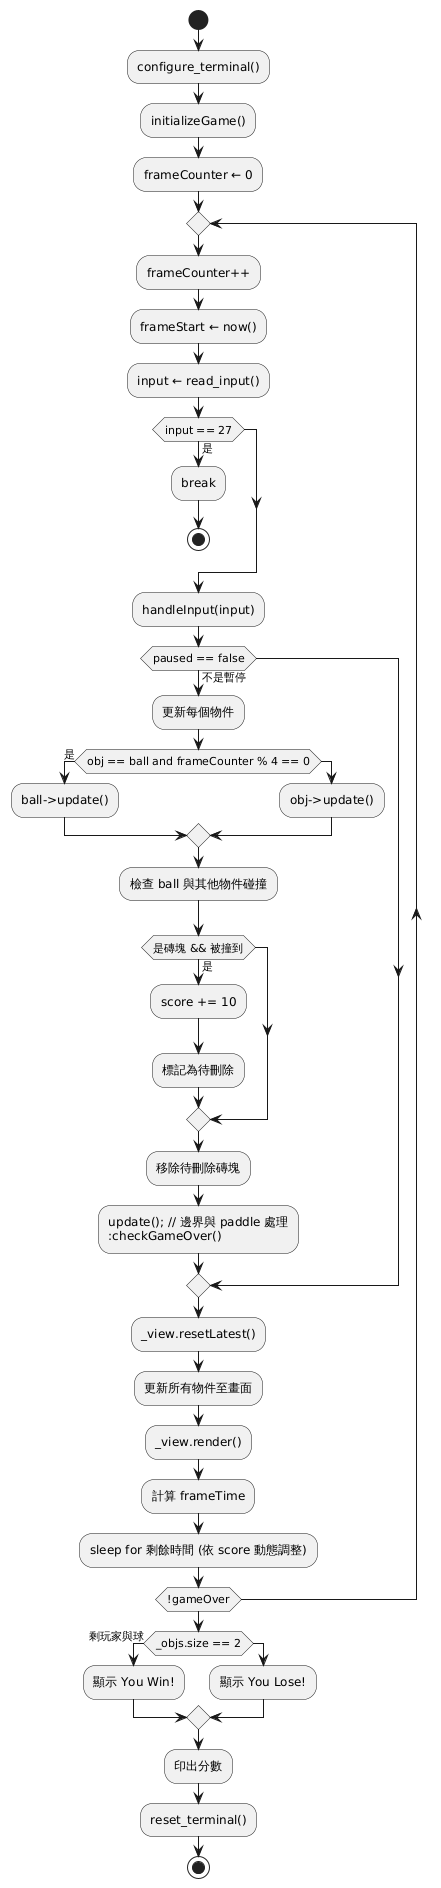 configure_terminal()
initializeGame()
frameCounter ← 0
frameCounter++
frameStart ← now()
input ← read_input()
input == 27
是
break
handleInput(input)
paused == false
不是暫停
更新每個物件
是
obj == ball and frameCounter % 4 == 0
ball->update()
obj->update()
檢查 ball 與其他物件碰撞
是磚塊 && 被撞到
是
score += 10
標記為待刪除
移除待刪除磚塊
update(); // 邊界與 paddle 處理
:checkGameOver()
_view.resetLatest()
更新所有物件至畫面
_view.render()
計算 frameTime
sleep for 剩餘時間 (依 score 動態調整)
!gameOver
剩玩家與球
_objs.size == 2
顯示 You Win!
顯示 You Lose!
印出分數
reset_terminal()